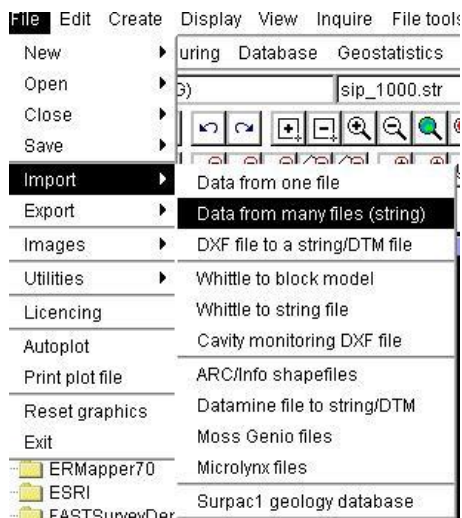 File Edit Create Display View Inquire File tools
New uring Database Geostatistics
Open sip_1000.str
Close
Save
Import
Export
Images
Utilities
Licencing
Autoplot
Print plot file
Reset graphics
Exit
Data from one file
Data from many files (string)
DXF file to a string/DTM file
Whittle to block model
Whittle to string file
Cavity monitoring DXF file
ARC/Info shapefiles
Datamine file to string/DTM
Moss Genio files
Microlynx files
Surpac1 geology database
ERMapper70
ESRI
FASTSurveyDer